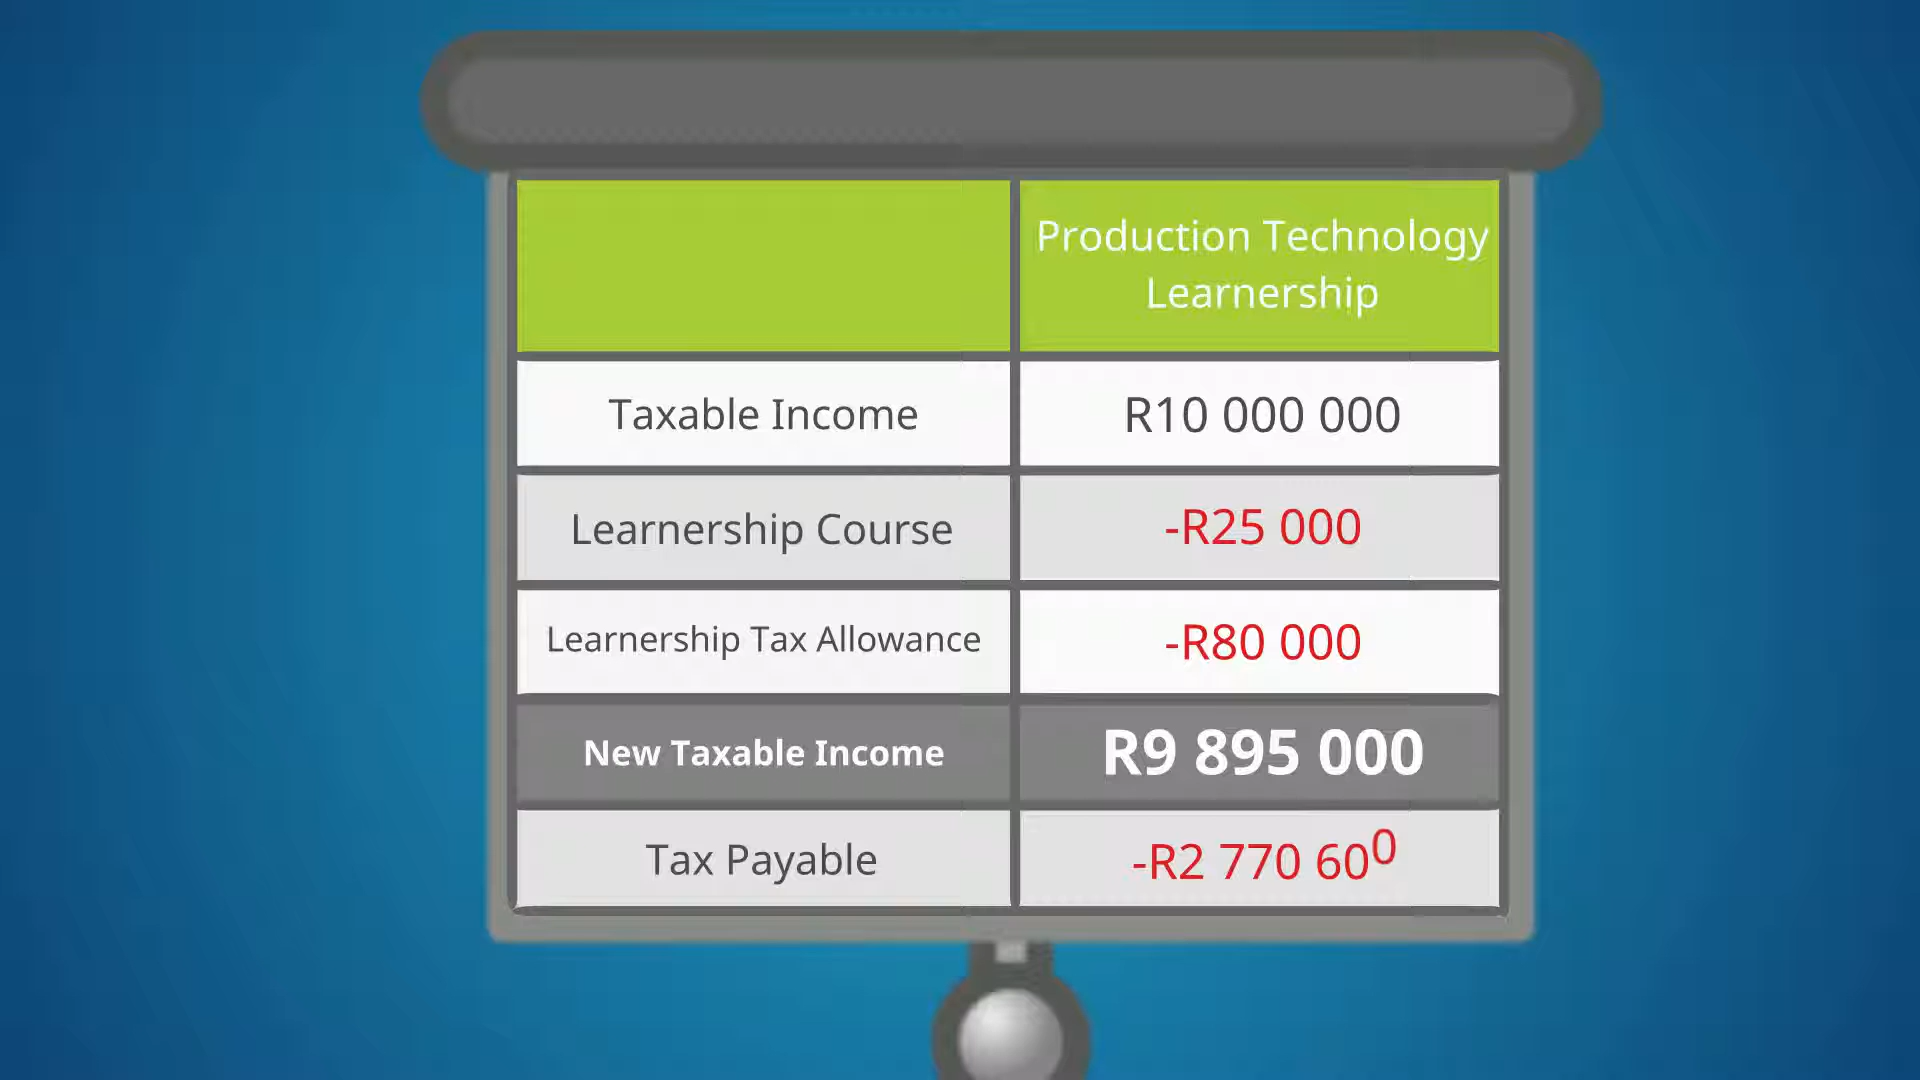 Production Technology
Learnership
Taxable Income R10 000 000
Learnership Course -R25 000
Learnership Tax Allowance -R80 000
New Taxable Income R9 895 000
Tax Payable -R2 770 600